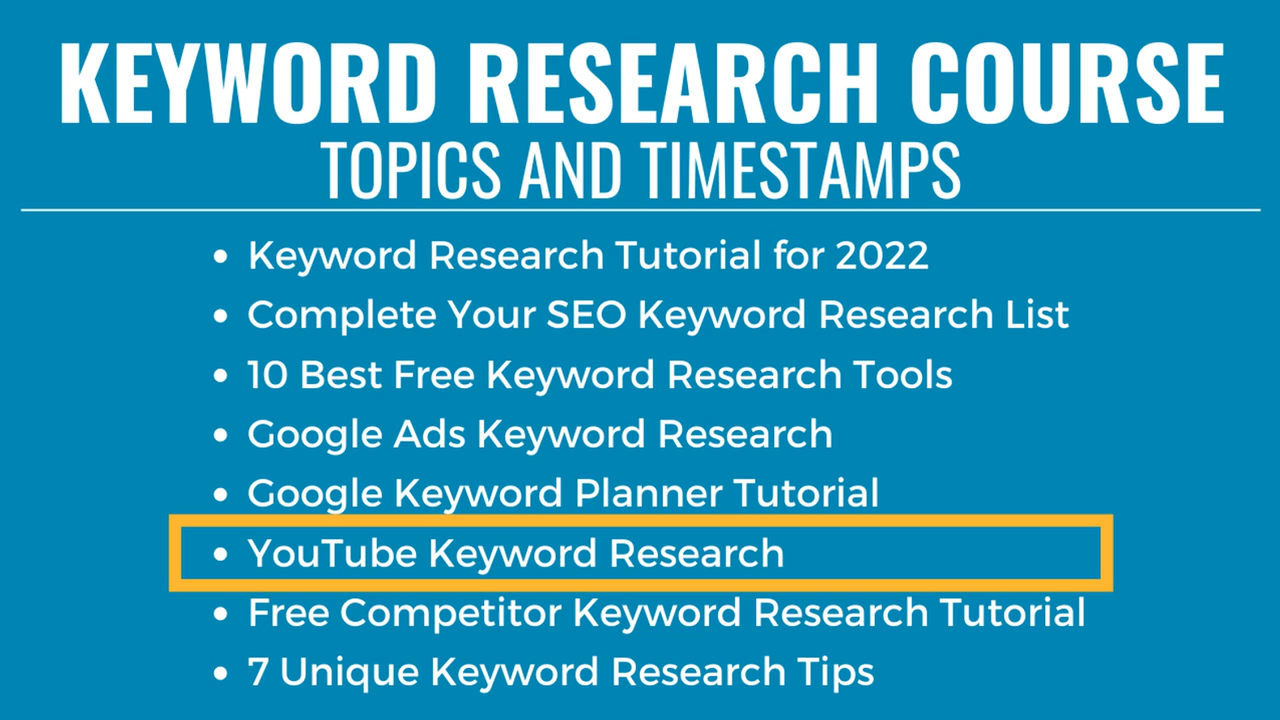 KEYWORD RESEARCH COURSE
TOPICS AND TIMESTAMPS
• Keyword Research Tutorial for 2022
• Complete Your SEO Keyword Research List
• 10 Best Free Keyword Research Tools
• Google Ads Keyword Research
• Google Keyword Planner Tutorial
• YouTube Keyword Research
• Free Competitor Keyword Research Tutorial
• 7 Unique Keyword Research Tips